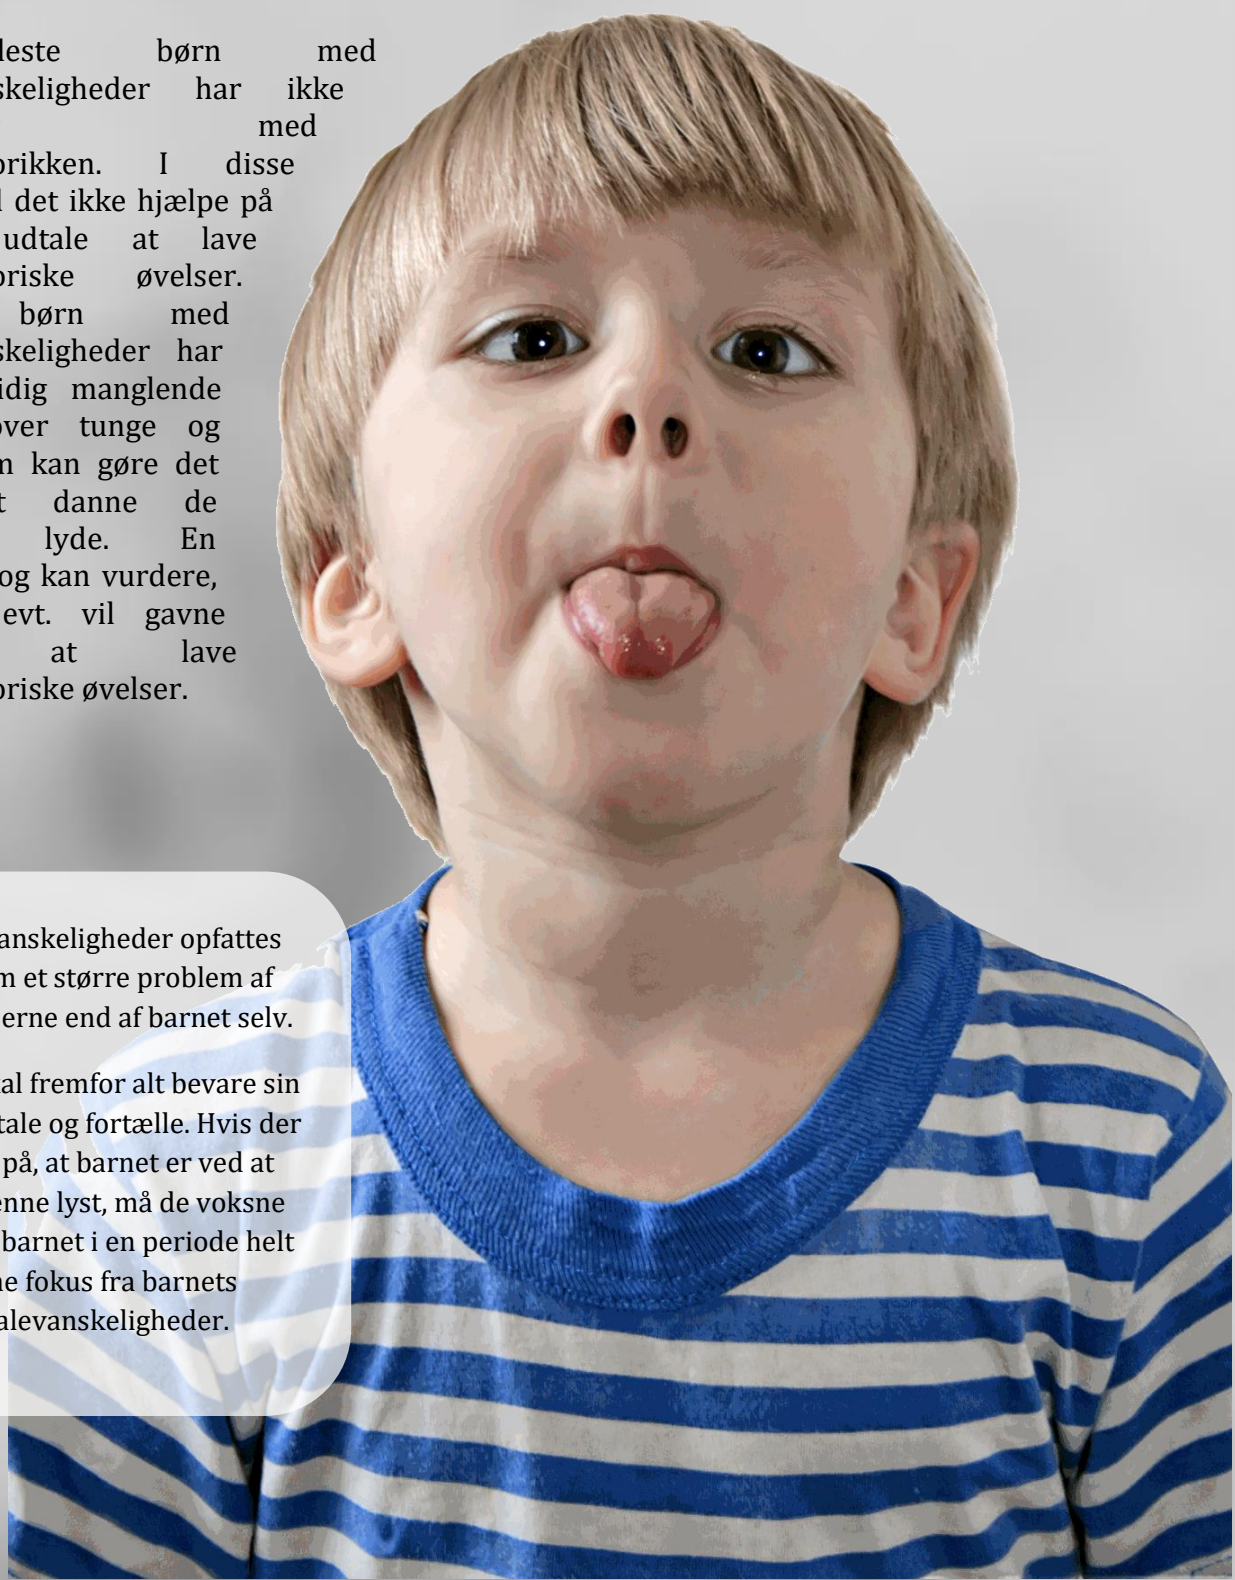 leste børn med
skeligheder har ikke
med
orikken. I disse
l det ikke hjælpe på
udtale at lave
oriske øvelser.
børn med
skeligheder har
idig manglende
over tunge og
m kan gøre det
t danne de
lyde. En
og kan vurdere,
evt. vil gavne
at lave
oriske øvelser.
anskeligheder opfattes
m et større problem af
erne end af barnet selv.
al fremfor alt bevare sin
tale og fortælle. Hvis der
på, at barnet er ved at
enne lyst, må de voksne
barnet i en periode helt
ne fokus fra barnets
alevanskeligheder.